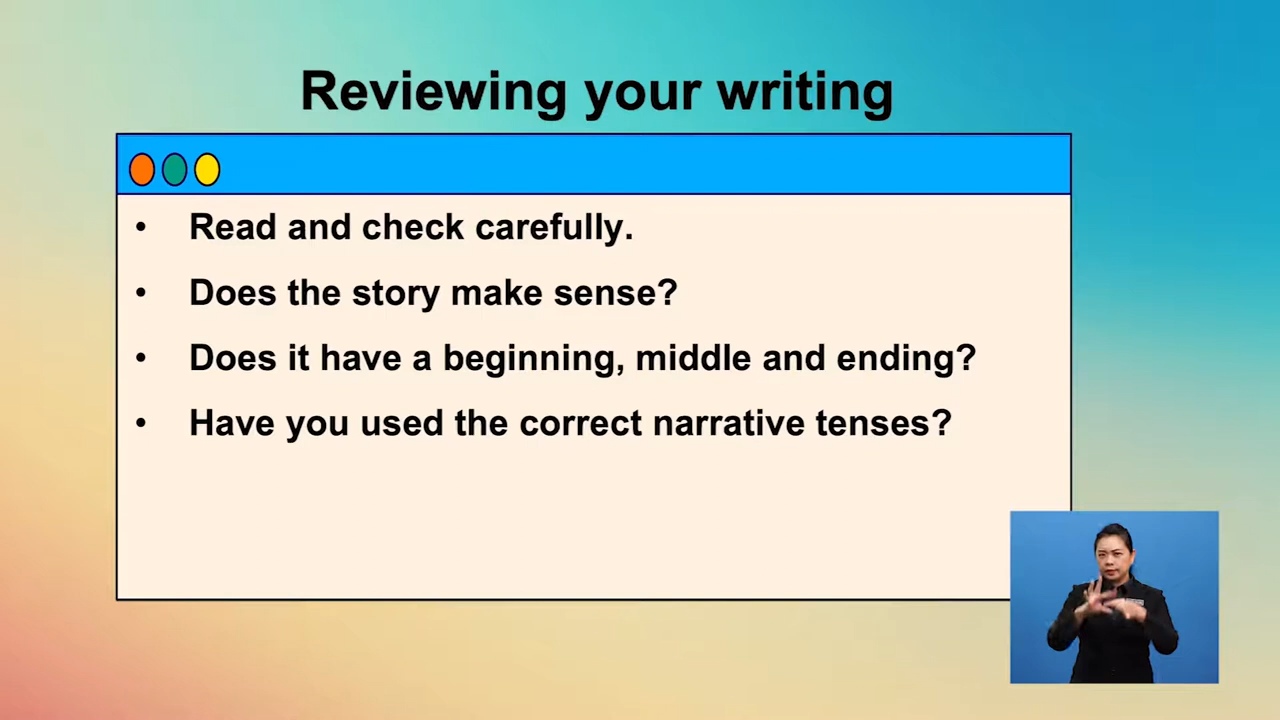 Reviewing your writing
• Read and check carefully.
• Does the story make sense?
• Does it have a beginning, middle and ending?
• Have you used the correct narrative tenses?